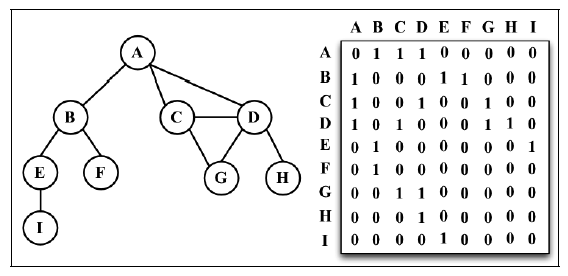 A
B
C
D
E
F
G
H
I
A B C D E F G H I
A 0 1 1 1 0 0 0 0 0
B 1 0 0 0 1 1 0 0 0
C 1 0 0 1 0 0 1 0 0
D 1 0 1 0 0 0 1 1 0
E 0 1 0 0 0 0 0 0 1
F 0 1 0 0 0 0 0 0 0
G 0 0 1 1 0 0 0 0 0
H 0 0 0 1 0 0 0 0 0
I 0 0 0 0 1 0 0 0 0